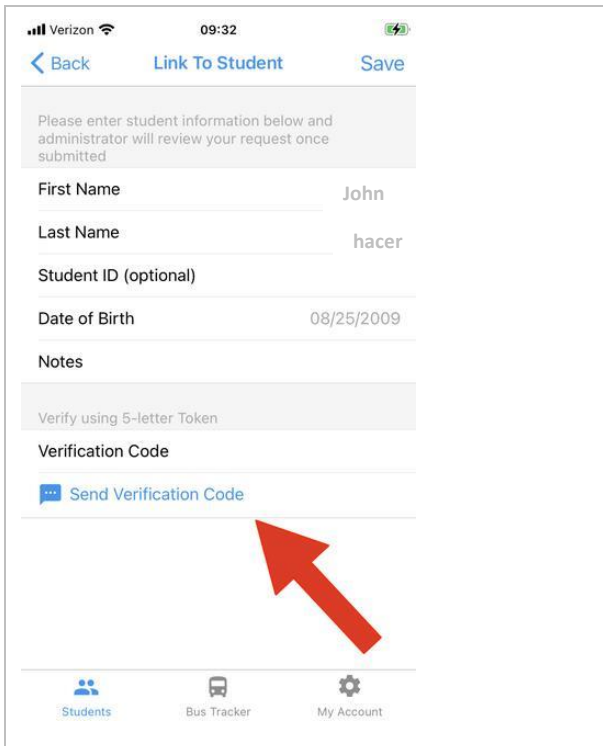 Verizon 09:32
Back Link To Student Save
Please enter student information below and
administrator will review your request once
submitted
First Name John
Last Name hacer
Student ID (optional)
Date of Birth 08/25/2009
Notes
Verify using 5-letter Token
Verification Code
Send Verification Code
Students Bus Tracker My Account